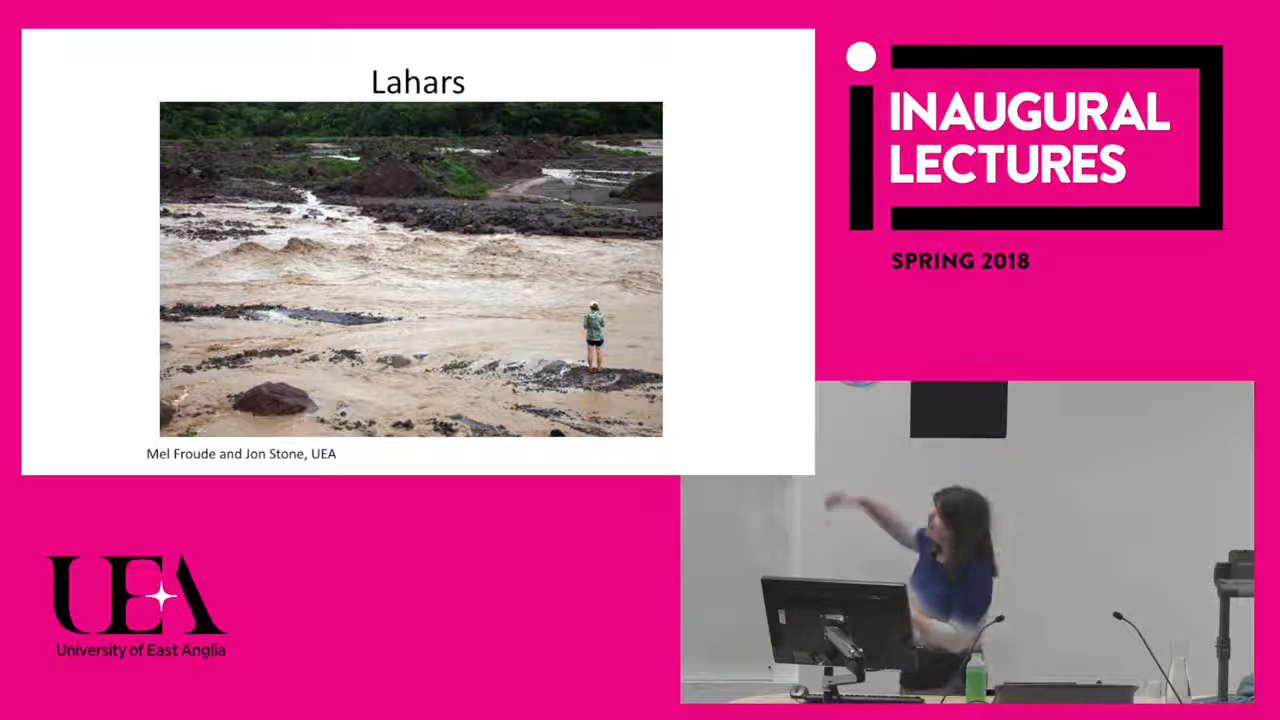 Lahars
Mel Froude and Jon Stone, UEA
INAUGURAL
LECTURES
SPRING 2018
UEA
University of East Anglia